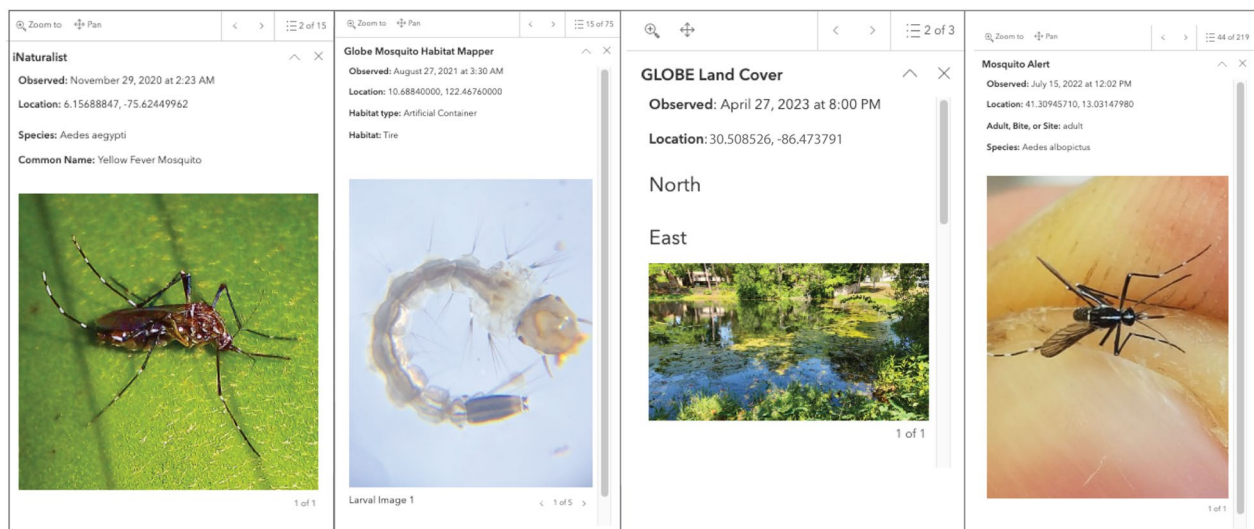 Zoom to Pan 2 of 15
iNaturalist
Observed: November 29, 2020 at 2:23 AM
Location: 6.15688847, -75.62449962
Species: Aedes aegypti
Common Name: Yellow Fever Mosquito
1 of 1
Zoom to Pan 15 of 75
Globe Mosquito Habitat Mapper
Observed: August 27, 2021 at 3:30 AM
Location: 10.68840000, 122.46760000
Habitat type: Artificial Container
Habitat: Tire
Larval Image 1 1 of 5
2 of 3
GLOBE Land Cover
Observed: April 27, 2023 at 8:00 PM
Location: 30.508526, -86.473791
North
East
1 of 1
Zoom to Pan 44 of 219
Mosquito Alert
Observed: July 15, 2022 at 12:02 PM
Location: 41.30945710, 13.03147980
Adult, Bite, or Site: adult
Species: Aedes albopictus
1 of 1